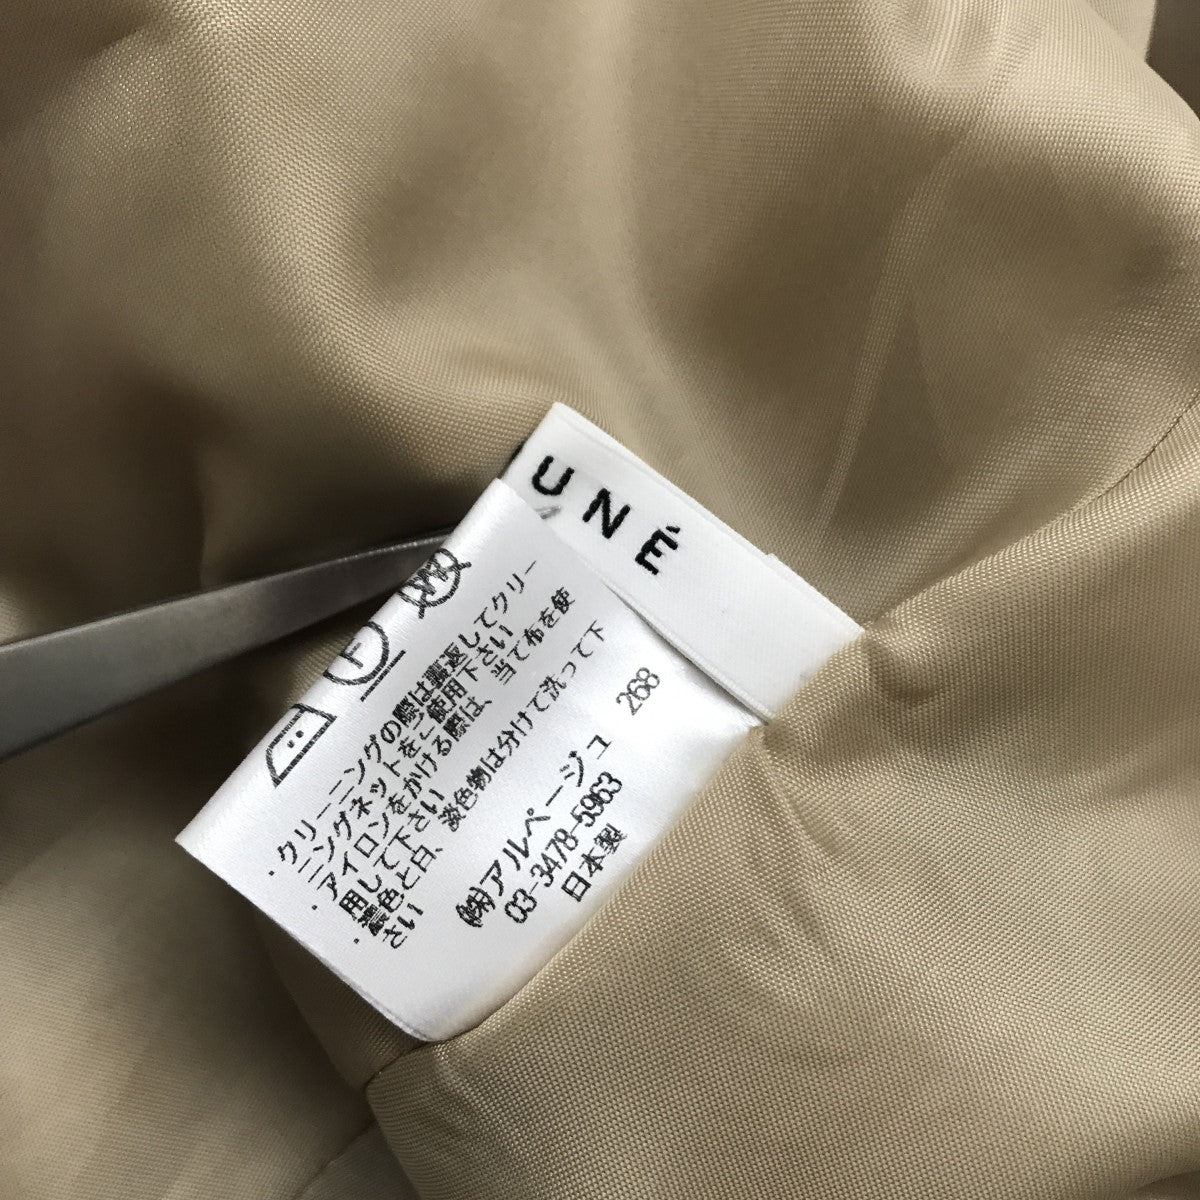 UNÉ
W
F
・クリーニングの際は裏返してクリー
ニングネットをご使用下さい
・アイロンをかける際は、当て布を使
用して下さい
・濃色と白、淡色物は分けて洗って下
さい
268
㈱アルページュ
03-3478-5963
日本製